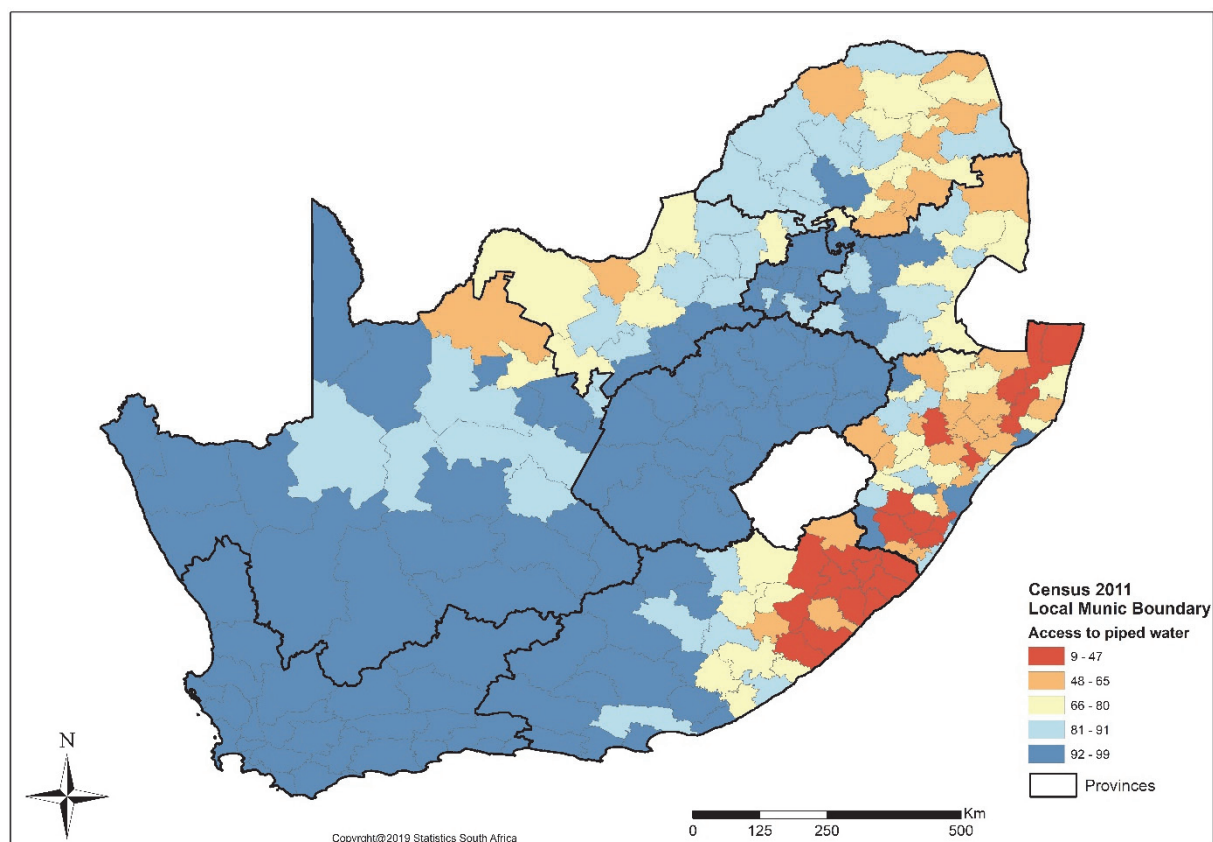 Census 2011
Local Munic Boundary
Access to piped water
9 - 47
48 - 65
66 - 80
81 - 91
92 - 99
Provinces
N
Km
0 125 250 500
Copyright@2019 Statistics South Africa